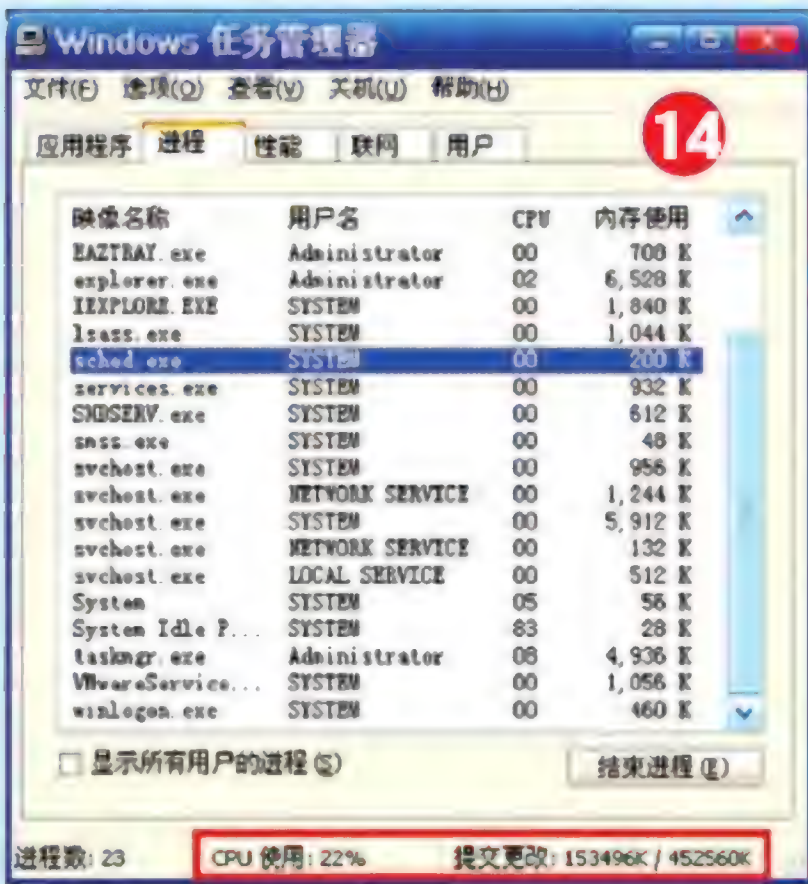 Windows 任务管理器
文件(F) 选项(O) 查看(V) 关机(U) 帮助(H)
14
应用程序 进程 性能 联网 用户
映像名称 用户名 CPU 内存使用
EAZTRAY.exe Administrator 00 708 K
explorer.exe Administrator 02 6,528 K
IEXPLORE.EXE SYSTEM 00 1,840 K
lsass.exe SYSTEM 00 1,044 K
sched.exe SYSTEM 00 200 K
services.exe SYSTEM 00 932 K
SNDSERV.exe SYSTEM 00 612 K
smss.exe SYSTEM 00 48 K
svchost.exe SYSTEM 00 956 K
svchost.exe NETWORK SERVICE 00 1,244 K
svchost.exe SYSTEM 00 5,912 K
svchost.exe NETWORK SERVICE 00 132 K
svchost.exe LOCAL SERVICE 00 512 K
System SYSTEM 05 56 K
System Idle P... SYSTEM 83 28 K
taskmgr.exe Administrator 08 4,936 K
VMwareService... SYSTEM 00 1,056 K
winlogon.exe SYSTEM 00 460 K
显示所有用户的进程(S) 结束进程(E)
进程数: 23 CPU 使用: 22% 提交更改: 153496K / 452560K